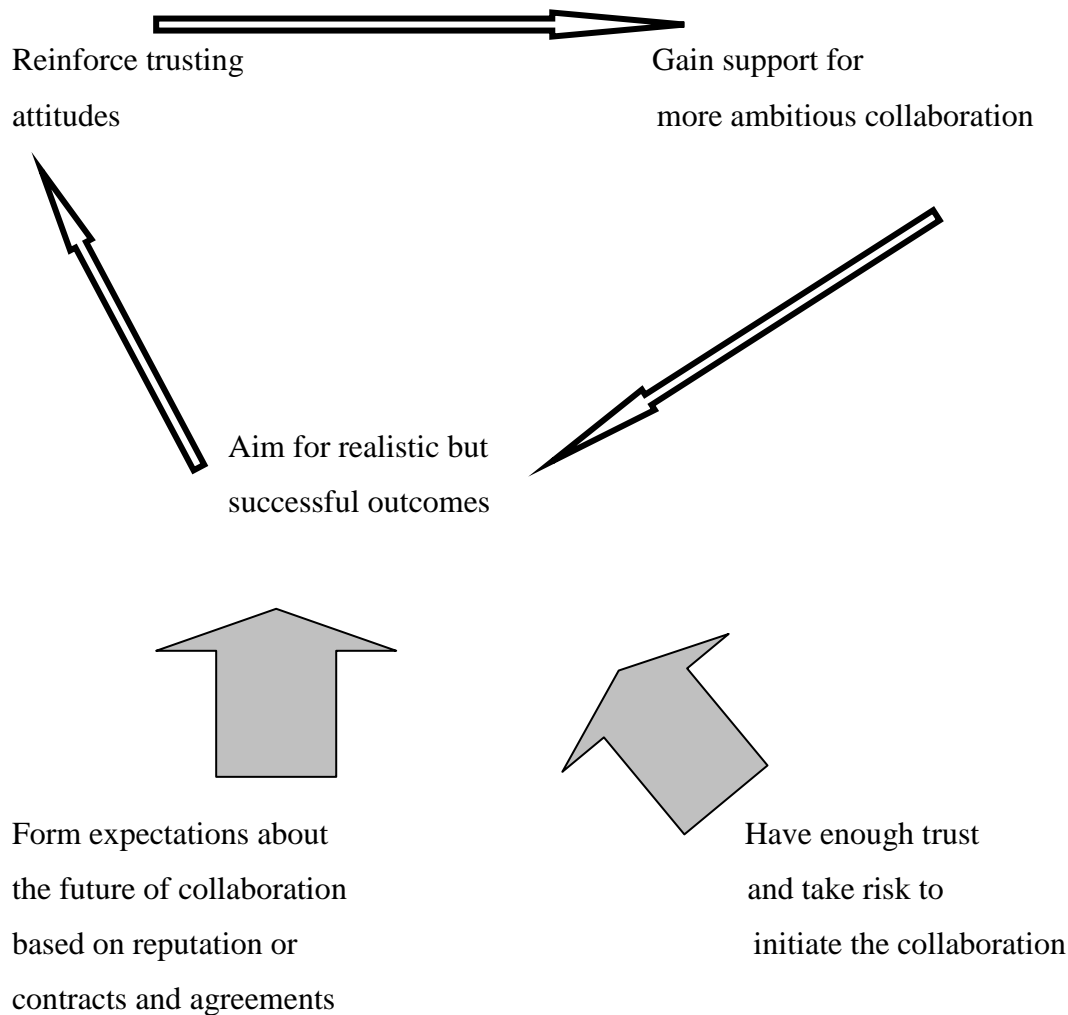 Reinforce trusting
attitudes
Gain support for
more ambitious collaboration
Aim for realistic but
successful outcomes
Form expectations about
the future of collaboration
based on reputation or
contracts and agreements
Have enough trust
and take risk to
initiate the collaboration